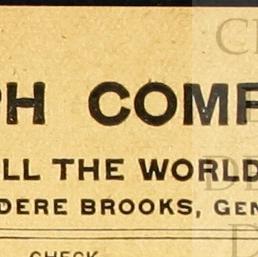 PH COMP
LL THE WORLD
DERE BROOKS, GEN
CHECK